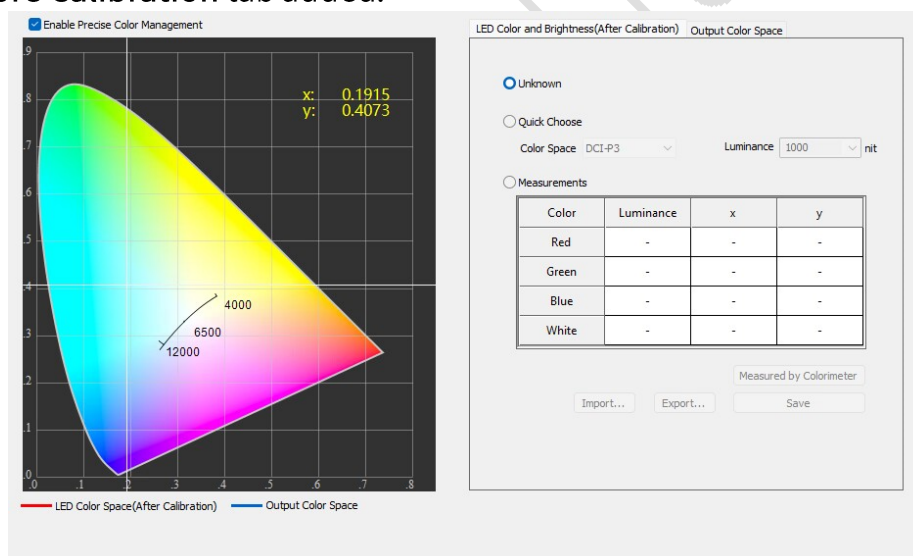 Calibration tab added.
Enable Precise Color Management
x: 0.1915
y: 0.4073
.9
.8
.7
.6
.5
.4
.3
.2
.1
.0
4000
6500
12000
.0 .1 .2 .3 .4 .5 .6 .7 .8
LED Color Space(After Calibration) Output Color Space
LED Color and Brightness(After Calibration) Output Color Space
Unknown
Quick Choose
Color Space DCI-P3 Luminance 1000 nit
Measurements
Color Luminance x y
Red - - -
Green - - -
Blue - - -
White - - -
Measured by Colorimeter
Import... Export... Save